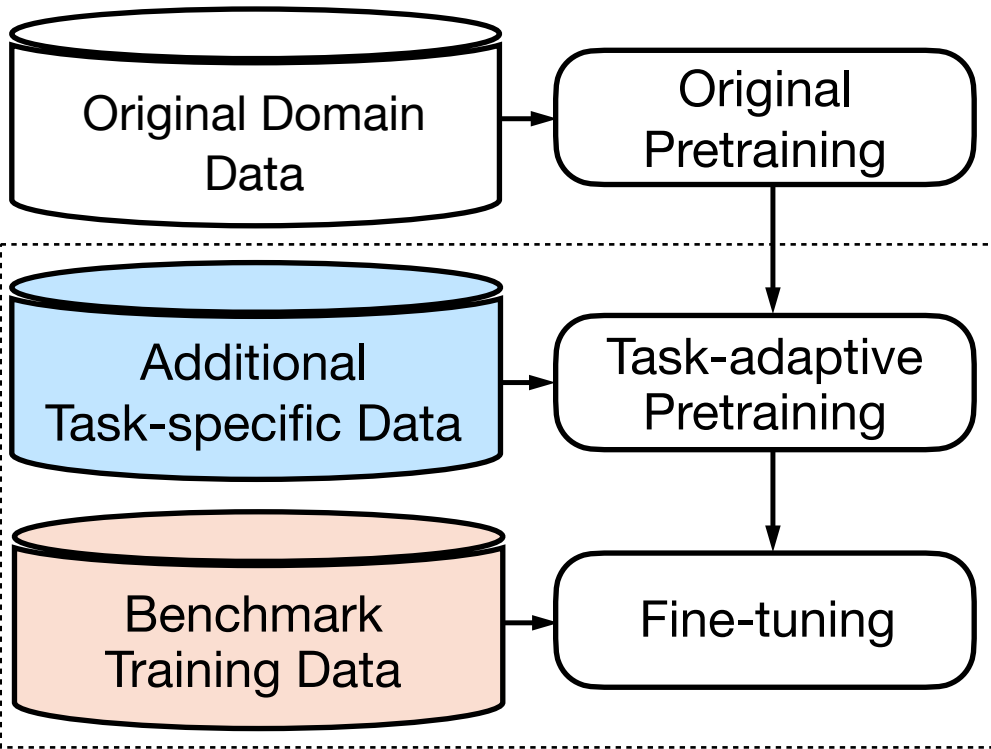 Original Domain
Data
Original
Pretraining
Additional
Task-specific Data
Task-adaptive
Pretraining
Benchmark
Training Data
Fine-tuning